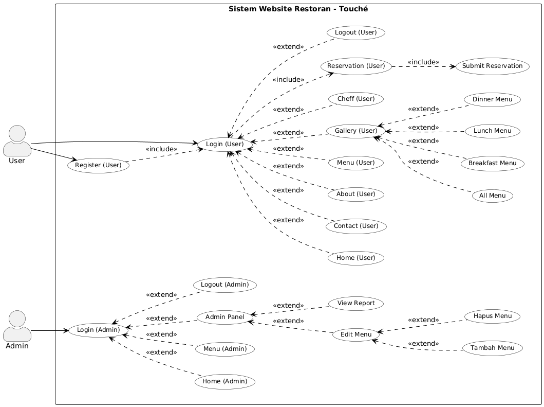 Sistem Website Restoran - Touché
Logout (User)
«extend»
Reservation (User)
«include»
Submit Reservation
«include»
Cheff (User)
«extend»
Dinner Menu
«extend»
User
Login (User)
«extend»
Gallery (User)
«extend»
Lunch Menu
«include»
Register (User)
«extend»
Menu (User)
«extend»
Breakfast Menu
«extend»
About (User)
«extend»
All Menu
«extend»
Contact (User)
«extend»
Home (User)
Logout (Admin)
«extend»
View Report
«extend»
Admin
Login (Admin)
«extend»
Admin Panel
«extend»
Edit Menu
«extend»
Hapus Menu
«extend»
Menu (Admin)
«extend»
Tambah Menu
«extend»
Home (Admin)